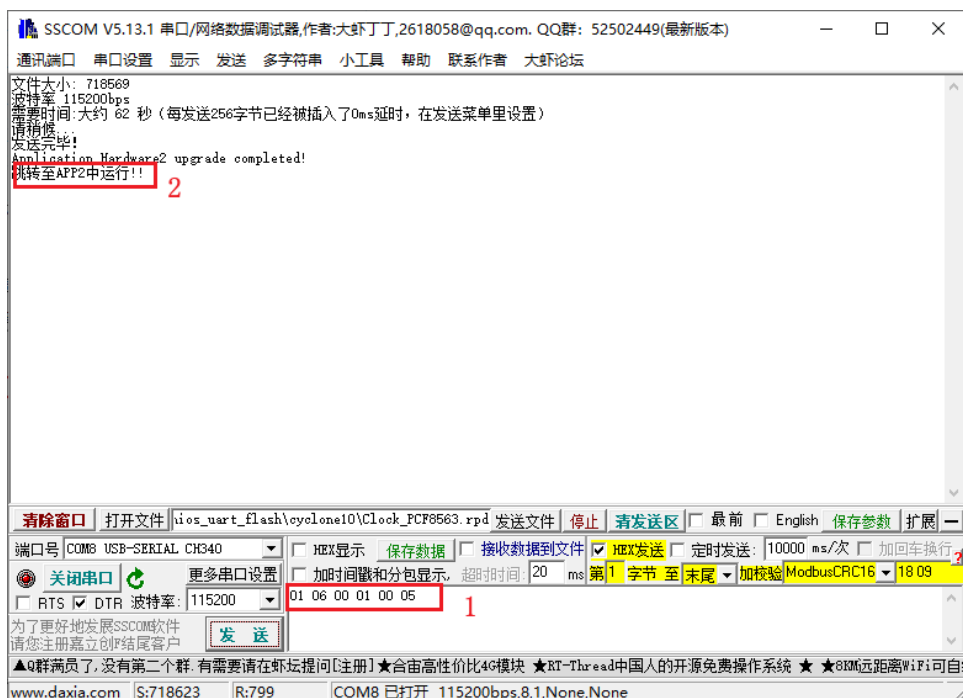 SSCOM V5.13.1 串口/网络数据调试器,作者:大虾丁丁,2618058@qq.com. QQ群: 52502449(最新版本)
通讯端口 串口设置 显示 发送 多字符串 小工具 帮助 联系作者 大虾论坛
文件大小: 718569
波特率 115200bps
需要时间:大约 62 秒（每发送256字节已经被插入了0ms延时，在发送菜单里设置）
请稍候...
发送完毕!
Application Hardware2 upgrade completed!
跳转至APP2中运行!!
2
清除窗口 打开文件 ios_uart_flash\cyclone10\Clock_PCF8563.rpd 发送文件 停止 清发送区 最前 English 保存参数 扩展 —
端口号 COM8 USB-SERIAL CH340 HEX显示 保存数据 接收数据到文件 HEX发送 定时发送: 10000 ms/次 加回车换行
关闭串口 更多串口设置 加时间戳和分包显示, 超时时间: 20 ms 第1 字节 至 末尾 加校验 ModbusCRC16 18 09
RTS DTR 波特率: 115200 01 06 00 01 00 05
1
为了更好地发展SSCOM软件
请您注册嘉立创F结尾客户
发 送
▲Q群满员了,没有第二个群.有需要请在虾坛提问[注册]★合宙高性价比4G模块 ★RT-Thread中国人的开源免费操作系统 ★ ★8KM远距离WiFi可自
www.daxia.com S:718623 R:799 COM8 已打开 115200bps,8,1,None,None